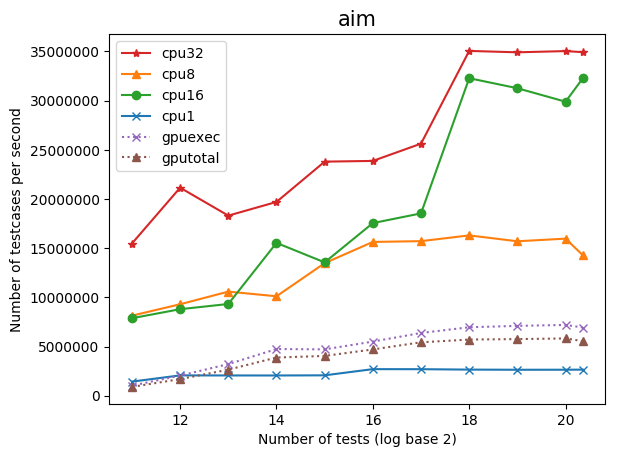 aim
cpu32
cpu8
cpu16
cpu1
gpuexec
gputotal
Number of testcases per second
35000000
30000000
25000000
20000000
15000000
10000000
5000000
0
12 14 16 18 20
Number of tests (log base 2)